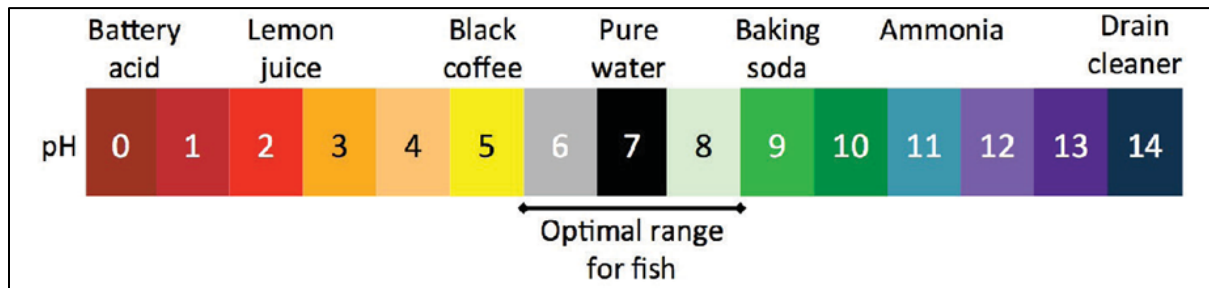 Battery acid
Lemon juice
Black coffee
Pure water
Baking soda
Ammonia
Drain cleaner
pH 0 1 2 3 4 5 6 7 8 9 10 11 12 13 14
Optimal range
for fish